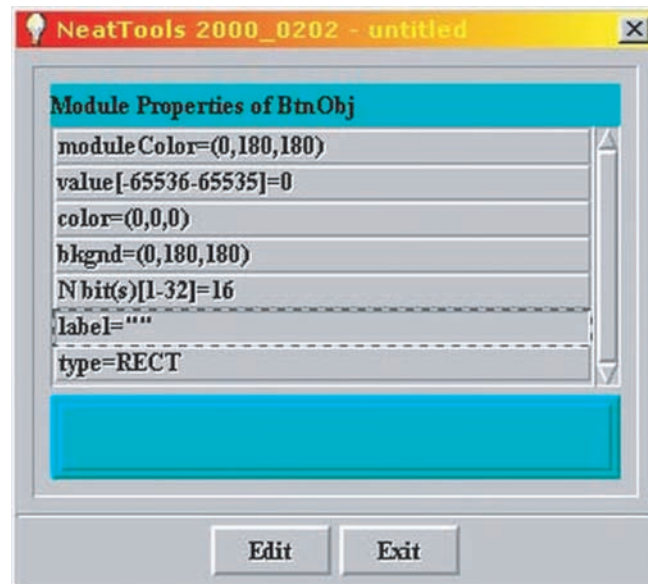 NeatTools 2000_0202 - untitled
Module Properties of BtnObj
moduleColor=(0,180,180)
value[-65536-65535]=0
color=(0,0,0)
bkgnd=(0,180,180)
N bit(s)[1-32]=16
label=""
type=RECT
Edit
Exit